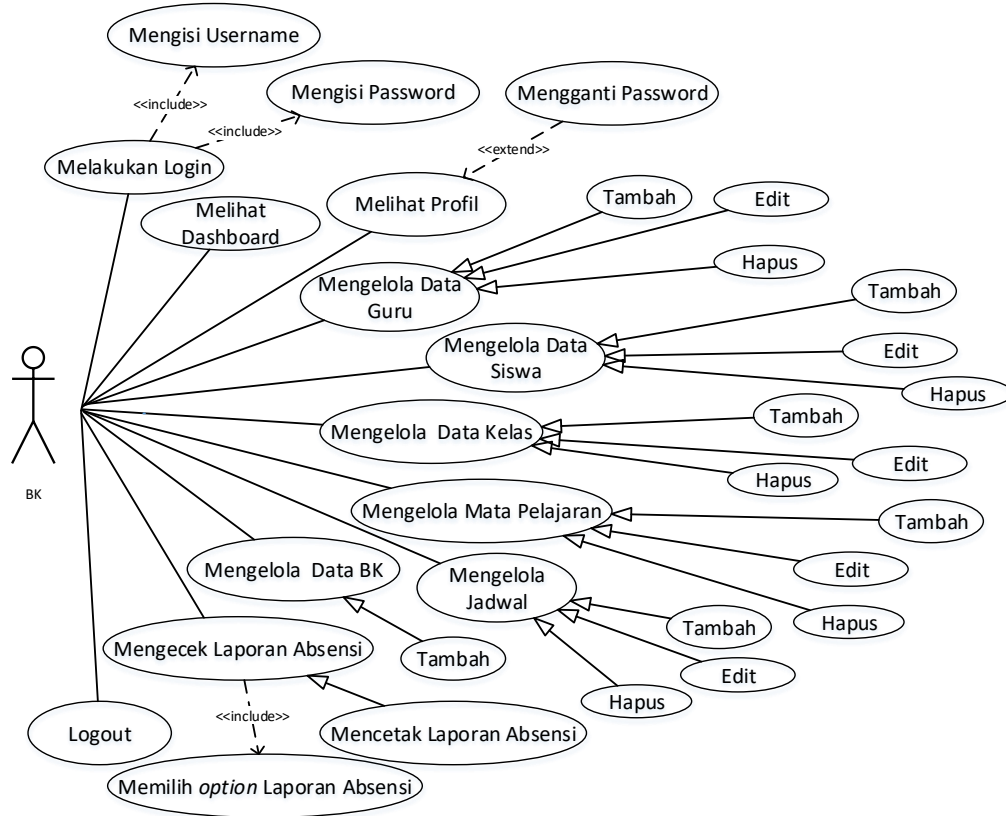 Mengisi Username
<<include>>
Mengisi Password
<<include>>
Mengganti Password
<<extend>>
Melakukan Login
Melihat Profil
Melihat
Dashboard
Tambah
Edit
Hapus
Mengelola Data
Guru
Tambah
Mengelola Data
Siswa
Edit
Hapus
Tambah
Mengelola  Data Kelas
Edit
Hapus
BK
Mengelola Mata Pelajaran
Tambah
Edit
Hapus
Mengelola  Data BK
Mengelola
Jadwal
Tambah
Edit
Hapus
Mengecek Laporan Absensi
Tambah
<<include>>
Logout
Mencetak Laporan Absensi
Memilih option Laporan Absensi